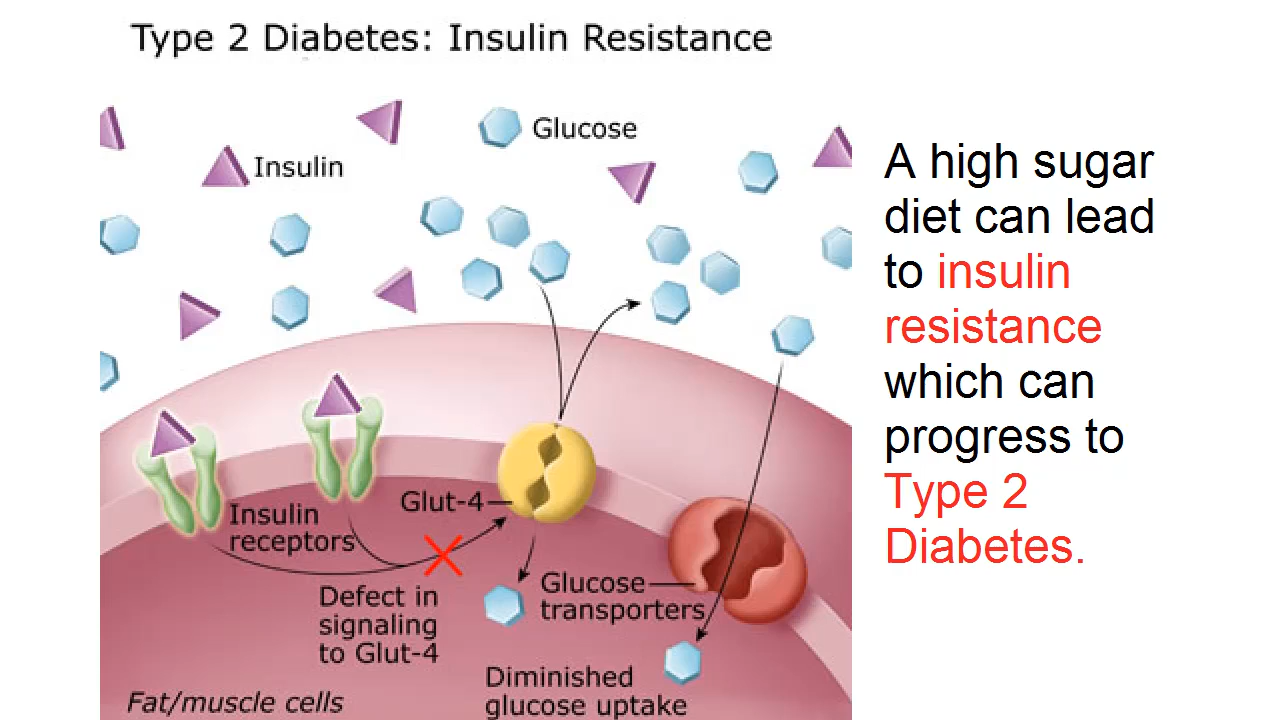 Type 2 Diabetes: Insulin Resistance
Glucose
Insulin
A high sugar
diet can lead
to insulin
resistance
which can
progress to
Type 2
Diabetes.
Glut-4
Insulin
receptors
Glucose
transporters
Defect in
signaling
to Glut-4
Diminished
glucose uptake
Fat/muscle cells